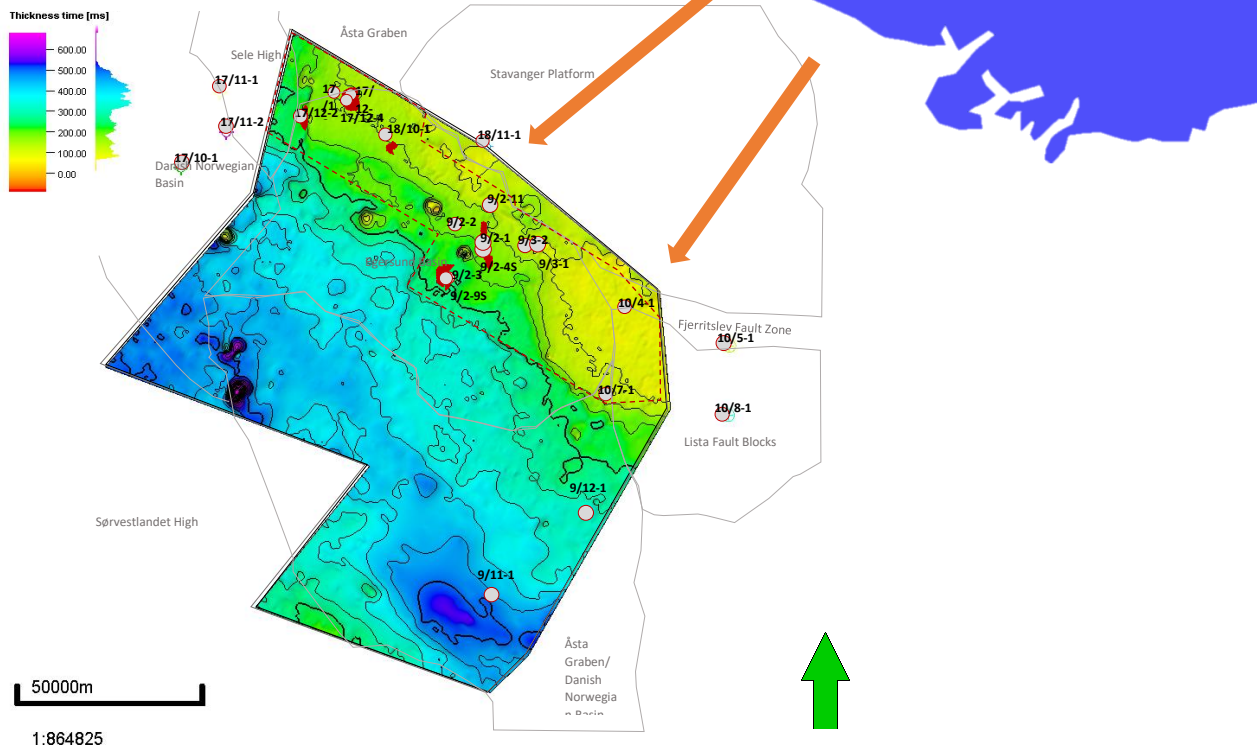 Thickness time [ms]
600.00
500.00
400.00
300.00
200.00
100.00
0.00
Åsta Graben
Sele High
Stavanger Platform
17/11-1
17/11-2
17/10-1
Danish Norwegian
Basin
17
17/
12-
17/12-2
17/12-4
18/10-1
18/11-1
9/2-11
9/2-2
9/2-1
9/3-2
9/3-1
9/2-4S
Egersund Basin
9/2-3
9/2-9S
10/4-1
Fjerritslev Fault Zone
10/5-1
10/7-1
10/8-1
Lista Fault Blocks
9/12-1
Sørvestlandet High
9/11-1
Åsta
Graben/
Danish
Norwegia
n Basin
50000m
1:864825